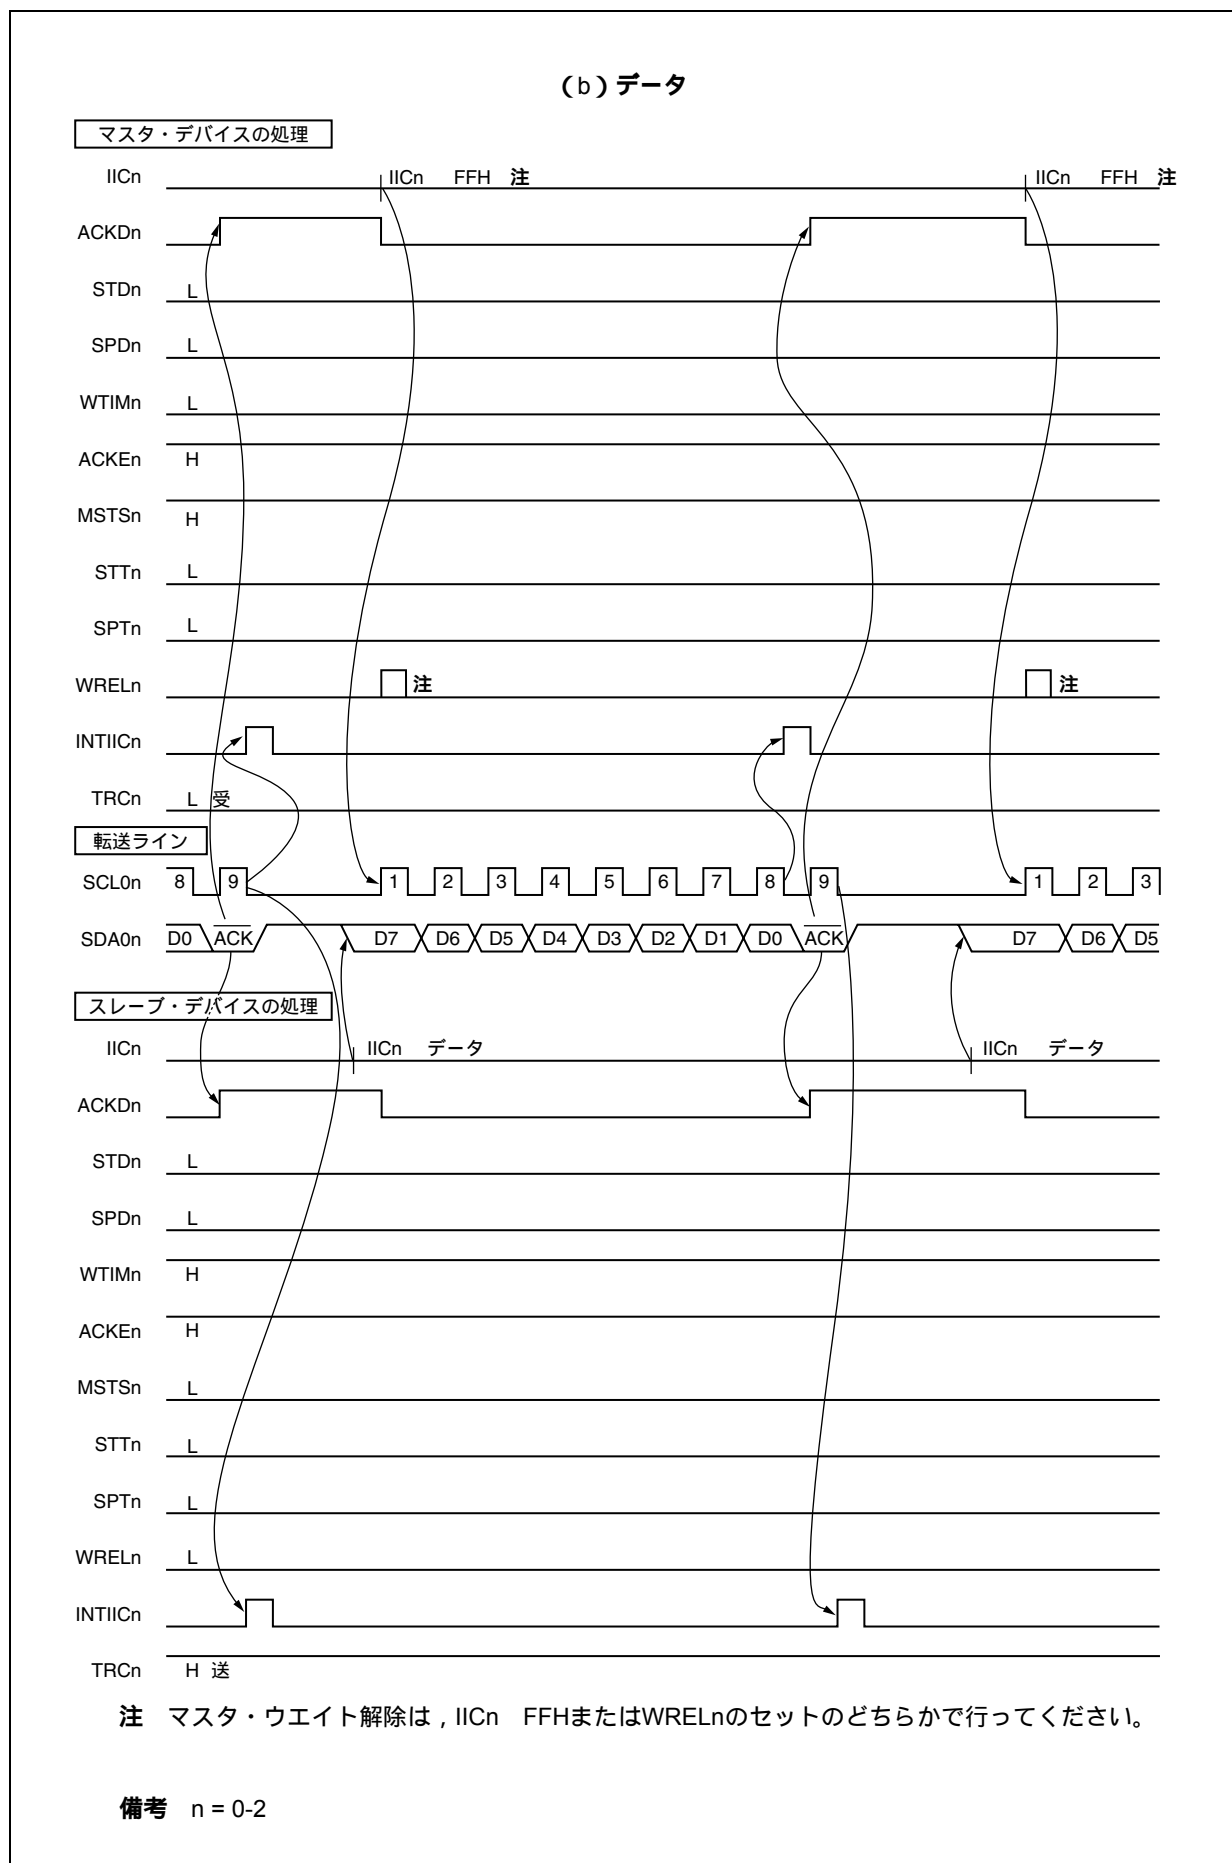 （b）データ
マスタ・デバイスの処理
IICn IICn FFH 注 IICn FFH 注
ACKDn
STDn L
SPDn L
WTIMn L
ACKEn H
MSTSn H
STTn L
SPTn L
WRELn 注 注
INTIICn
TRCn L 受
転送ライン
SCL0n 8 9 1 2 3 4 5 6 7 8 9 1 2 3
SDA0n D0 ACK D7 D6 D5 D4 D3 D2 D1 D0 ACK D7 D6 D5
スレーブ・デバイスの処理
IICn IICn データ IICn データ
ACKDn
STDn L
SPDn L
WTIMn H
ACKEn H
MSTSn L
STTn L
SPTn L
WRELn L
INTIICn
TRCn H 送
注 マスタ・ウエイト解除は，IICn FFHまたはWRELnのセットのどちらかで行ってください。
備考 n = 0-2